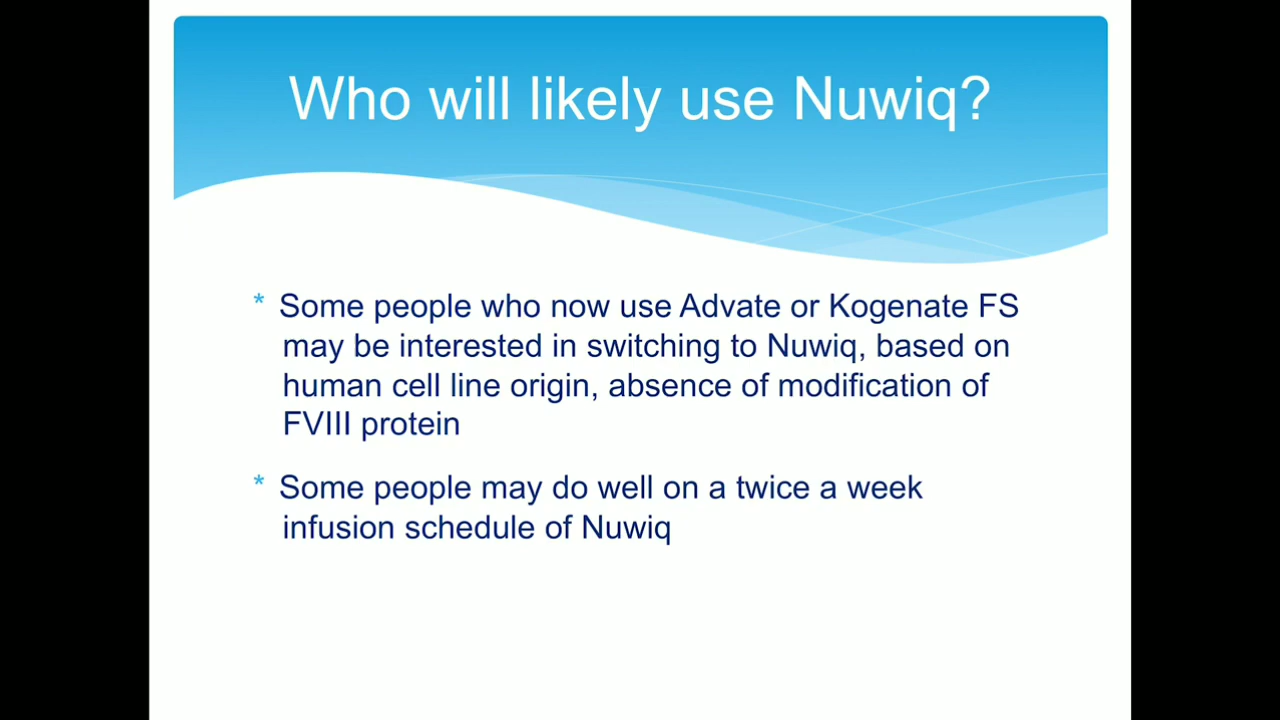 Who will likely use Nuwiq?
* Some people who now use Advate or Kogenate FS
may be interested in switching to Nuwiq, based on
human cell line origin, absence of modification of
FVIII protein
* Some people may do well on a twice a week
infusion schedule of Nuwiq